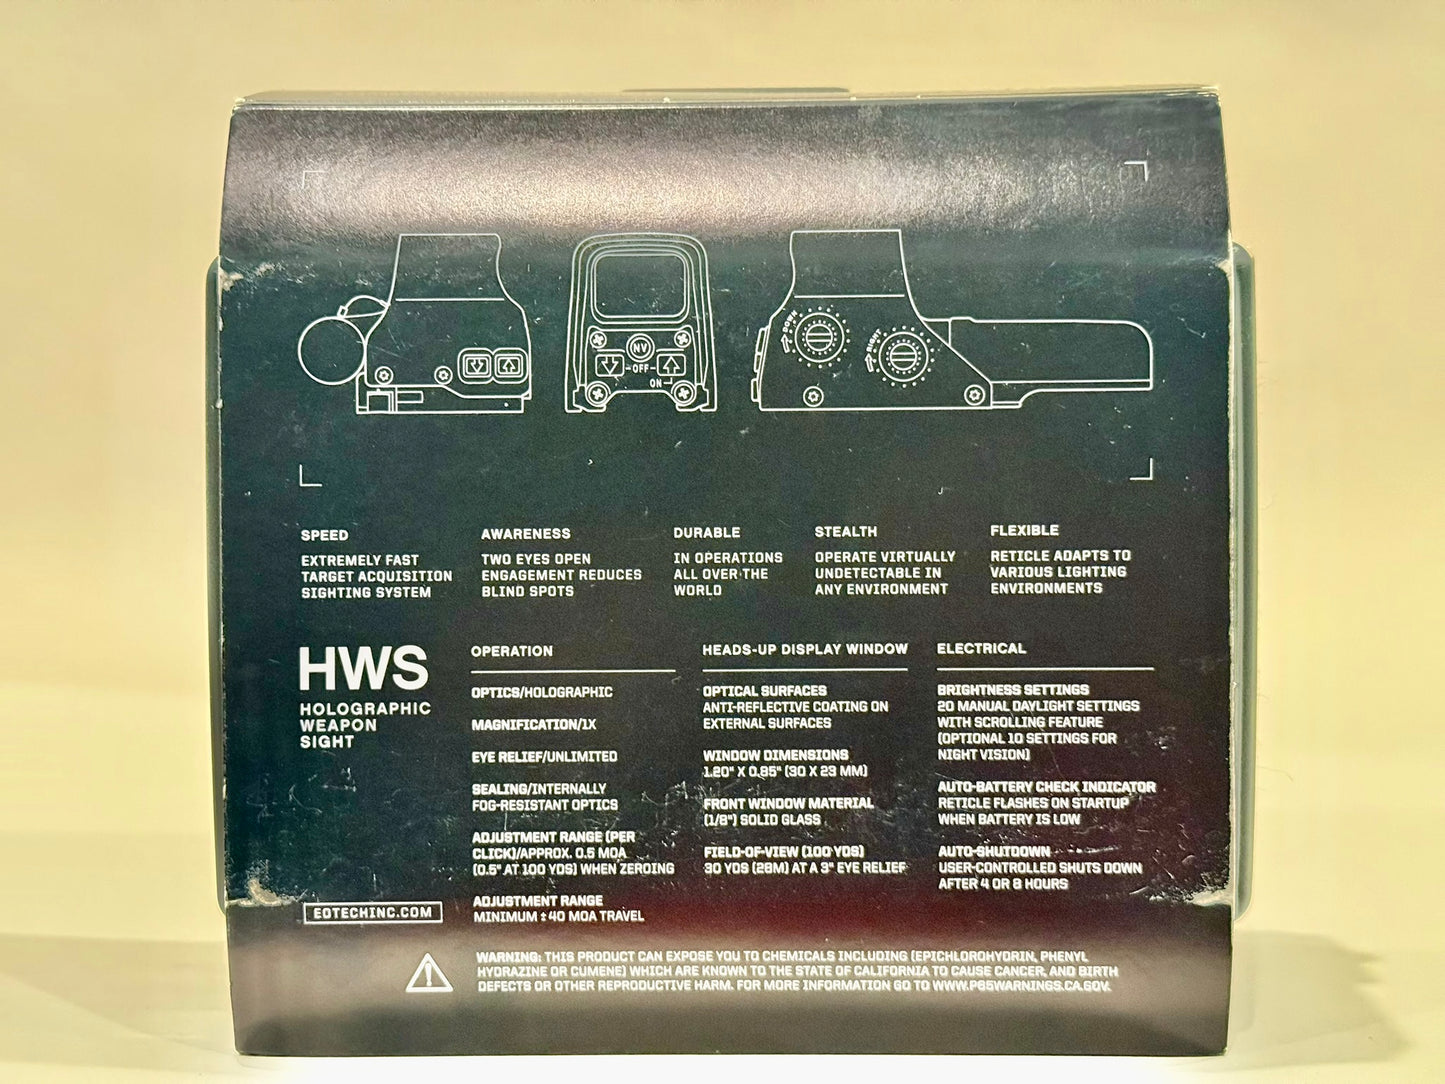 DOWN
RIGHT
NV
OFF
ON
SPEED
EXTREMELY FAST
TARGET ACQUISITION
SIGHTING SYSTEM
AWARENESS
TWO EYES OPEN
ENGAGEMENT REDUCES
BLIND SPOTS
DURABLE
IN OPERATIONS
ALL OVER THE
WORLD
STEALTH
OPERATE VIRTUALLY
UNDETECTABLE IN
ANY ENVIRONMENT
FLEXIBLE
RETICLE ADAPTS TO
VARIOUS LIGHTING
ENVIRONMENTS
HWS
HOLOGRAPHIC
WEAPON
SIGHT
OPERATION
OPTICS/HOLOGRAPHIC
MAGNIFICATION/1X
EYE RELIEF/UNLIMITED
SEALING/INTERNALLY
FOG-RESISTANT OPTICS
ADJUSTMENT RANGE (PER
CLICK)/APPROX. 0.5 MOA
(0.5" AT 100 YDS) WHEN ZEROING
ADJUSTMENT RANGE
MINIMUM ± 40 MOA TRAVEL
HEADS-UP DISPLAY WINDOW
OPTICAL SURFACES
ANTI-REFLECTIVE COATING ON
EXTERNAL SURFACES
WINDOW DIMENSIONS
1.20" X 0.85" (30 X 23 MM)
FRONT WINDOW MATERIAL
(1/8") SOLID GLASS
FIELD-OF-VIEW (100 YDS)
30 YDS (28M) AT A 3" EYE RELIEF
ELECTRICAL
BRIGHTNESS SETTINGS
20 MANUAL DAYLIGHT SETTINGS
WITH SCROLLING FEATURE
(OPTIONAL 10 SETTINGS FOR
NIGHT VISION)
AUTO-BATTERY CHECK INDICATOR
RETICLE FLASHES ON STARTUP
WHEN BATTERY IS LOW
AUTO-SHUTDOWN
USER-CONTROLLED SHUTS DOWN
AFTER 4 OR 8 HOURS
EOTECHINC.COM
WARNING: THIS PRODUCT CAN EXPOSE YOU TO CHEMICALS INCLUDING (EPICHLOROHYDRIN, PHENYL
HYDRAZINE OR CUMENE) WHICH ARE KNOWN TO THE STATE OF CALIFORNIA TO CAUSE CANCER, AND BIRTH
DEFECTS OR OTHER REPRODUCTIVE HARM. FOR MORE INFORMATION GO TO WWW.P65WARNINGS.CA.GOV.